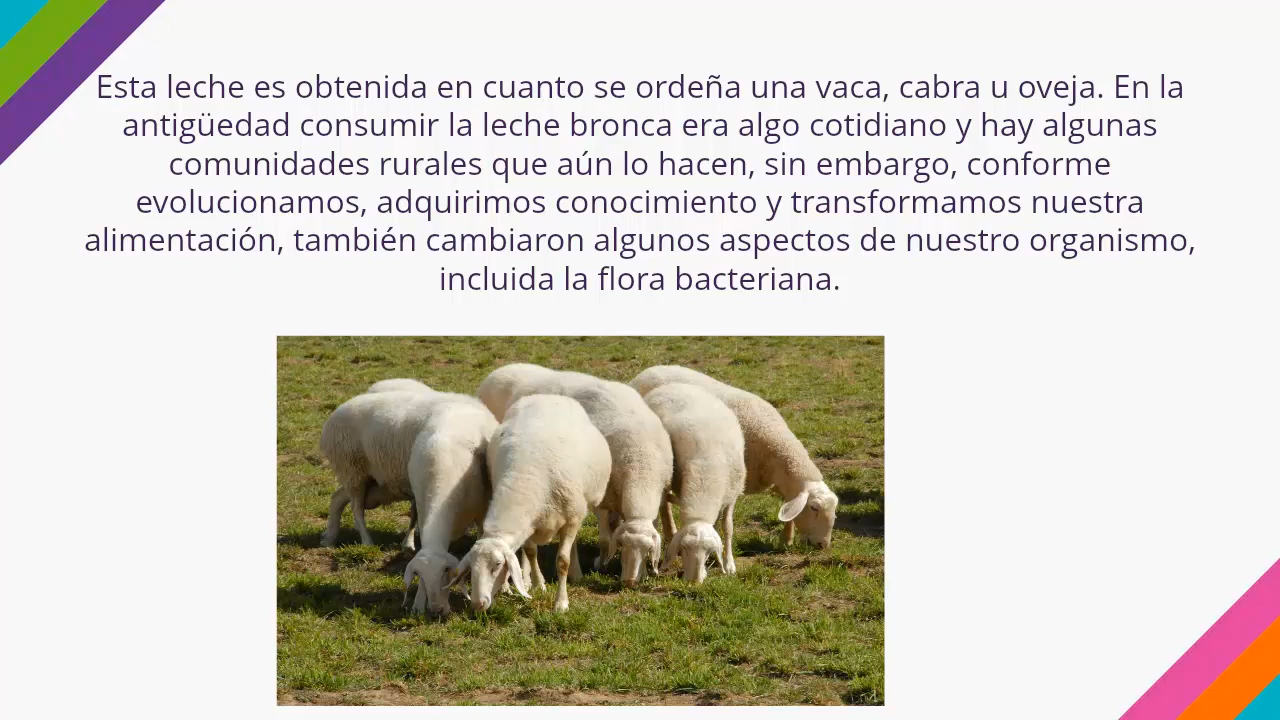 Esta leche es obtenida en cuanto se ordeña una vaca, cabra u oveja. En la
antigüedad consumir la leche bronca era algo cotidiano y hay algunas
comunidades rurales que aún lo hacen, sin embargo, conforme
evolucionamos, adquirimos conocimiento y transformamos nuestra
alimentación, también cambiaron algunos aspectos de nuestro organismo,
incluida la flora bacteriana.